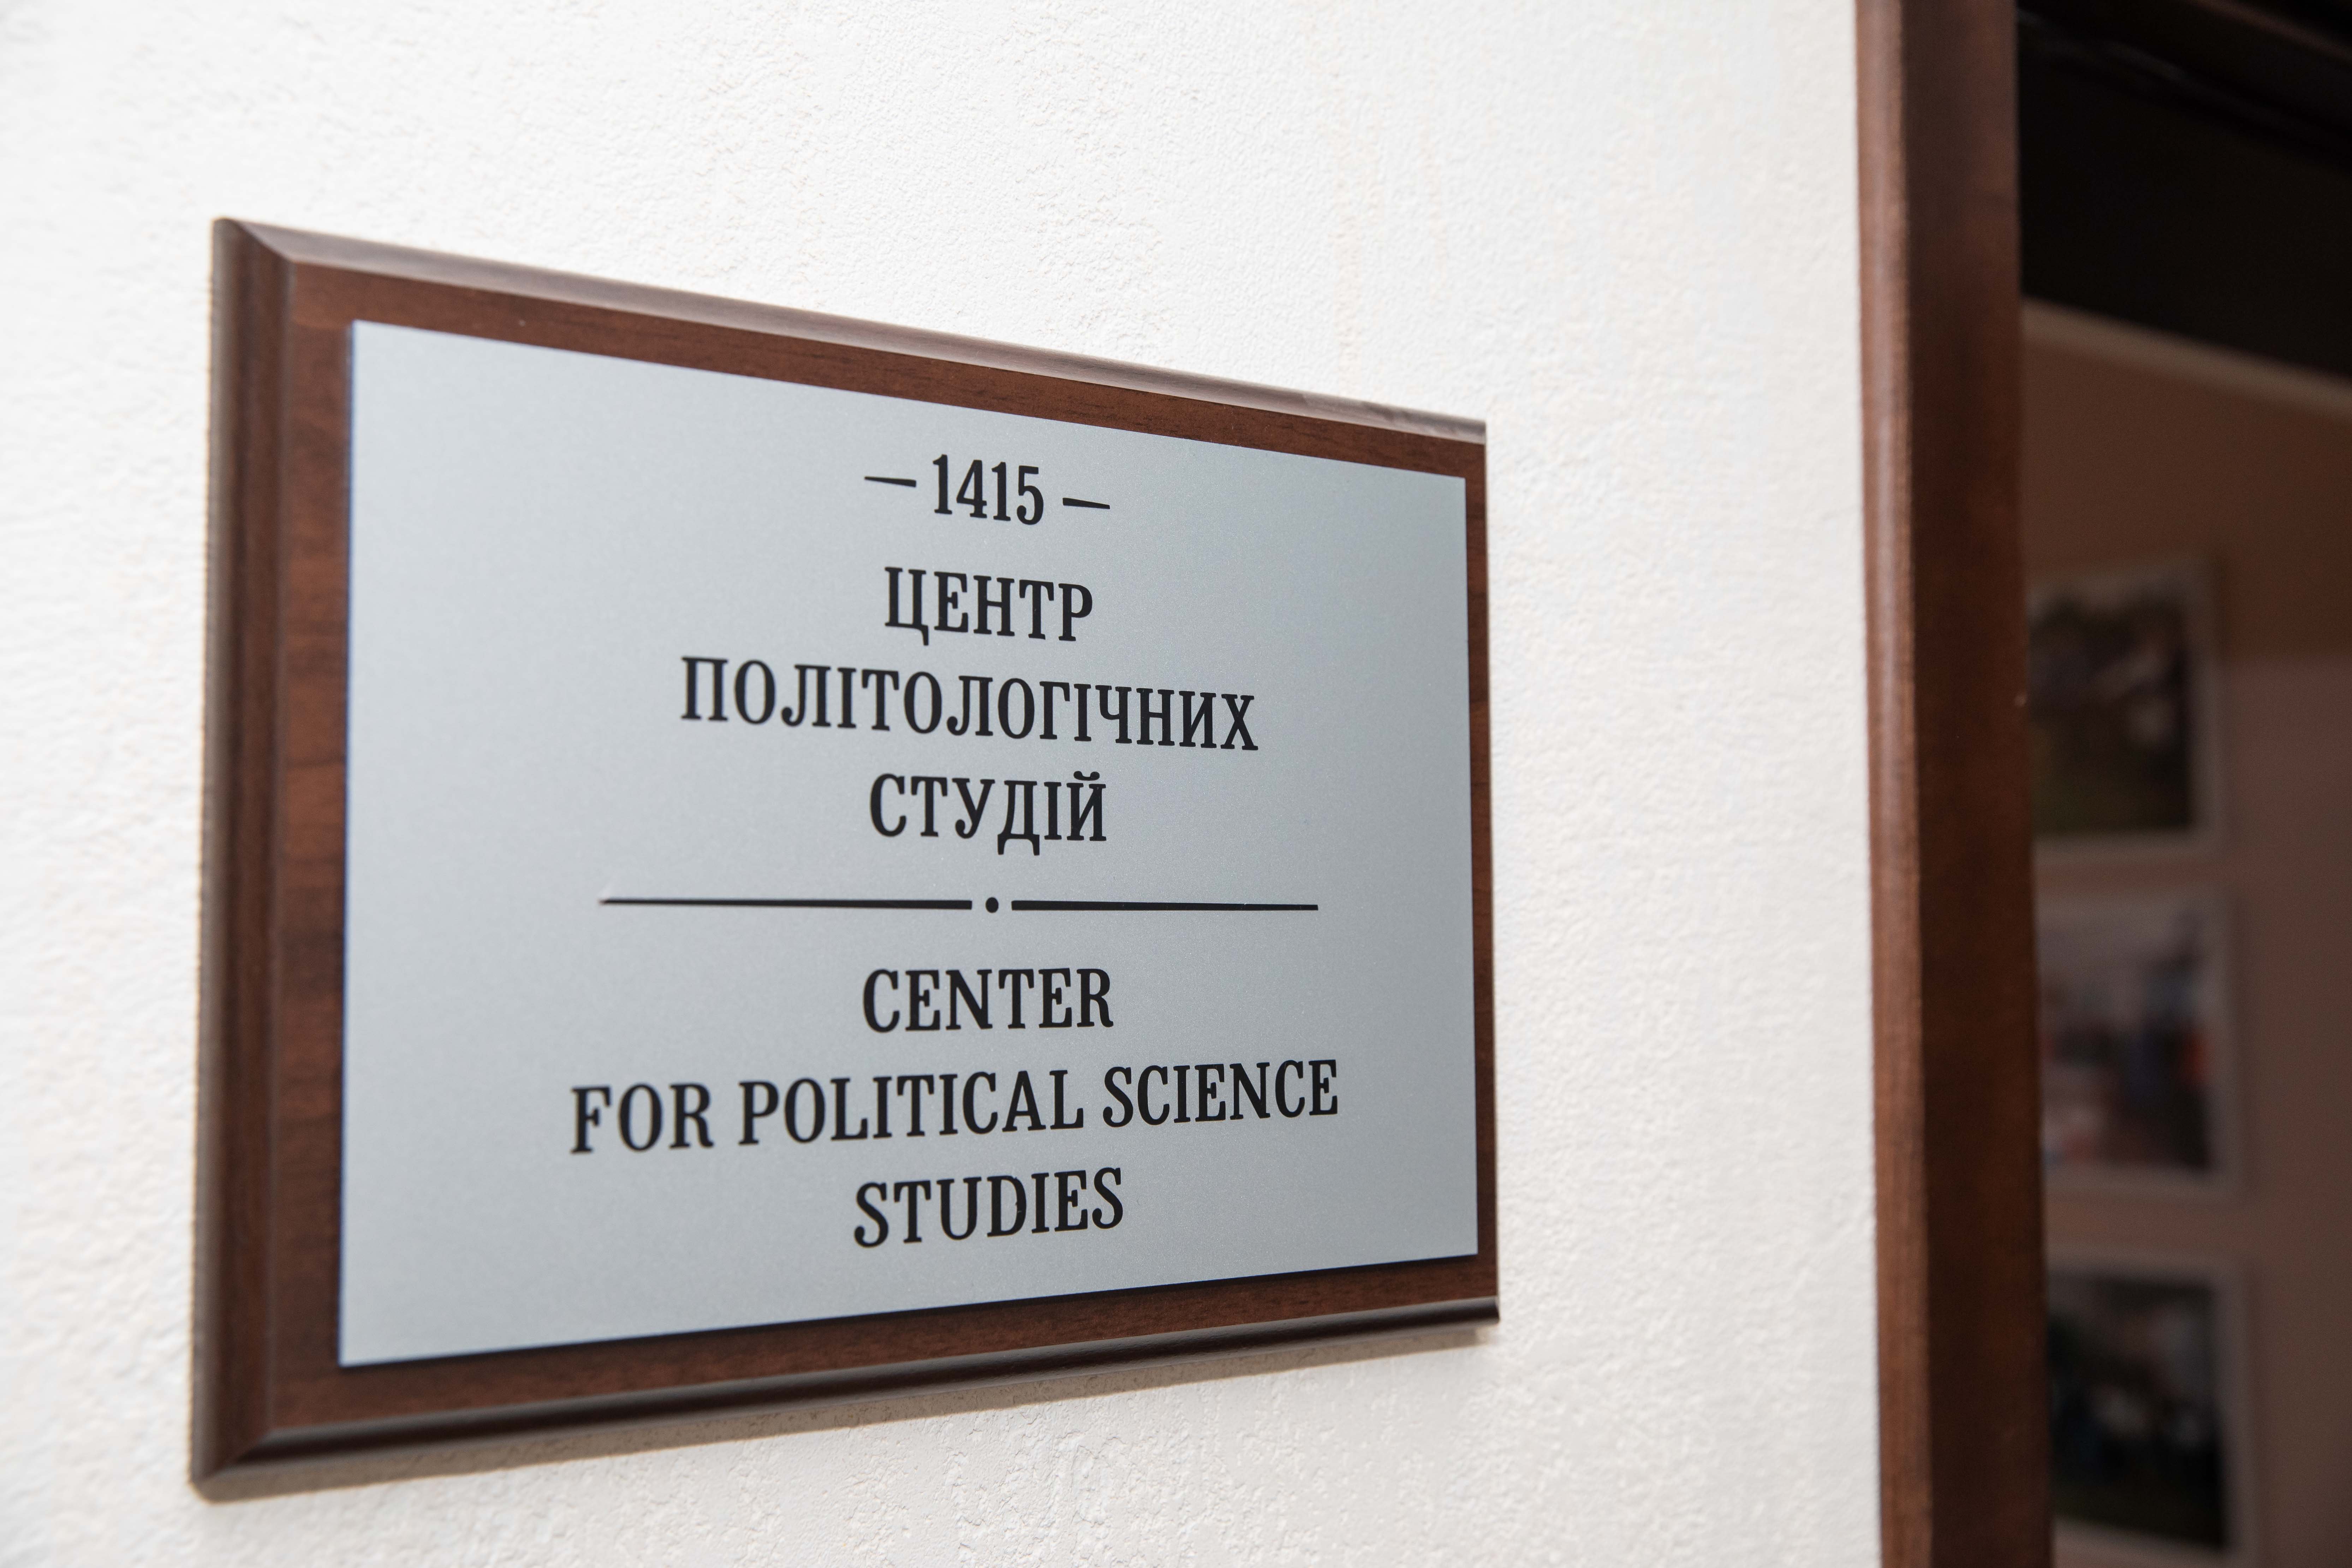 — 1415 —
ЦЕНТР
ПОЛІТОЛОГІЧНИХ
СТУДІЙ
CENTER
FOR POLITICAL SCIENCE
STUDIES